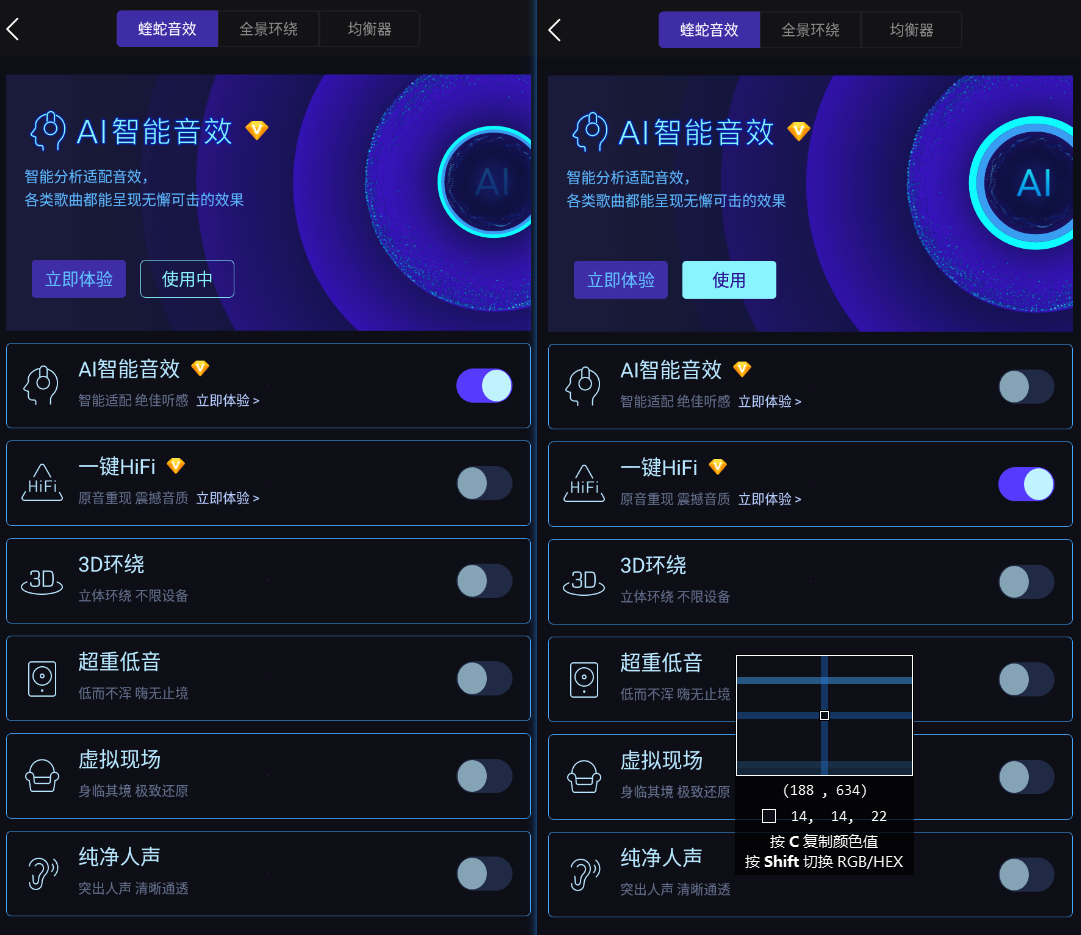 蝰蛇音效 全景环绕 均衡器
AI智能音效
智能分析适配音效，
各类歌曲都能呈现无懈可击的效果
AI
立即体验 使用中
AI智能音效
智能适配 绝佳听感 立即体验 >
HiFi
一键HiFi
原音重现 震撼音质 立即体验 >
3D
3D环绕
立体环绕 不限设备
超重低音
低而不浑 嗨无止境
虚拟现场
身临其境 极致还原
纯净人声
突出人声 清晰通透
蝰蛇音效 全景环绕 均衡器
AI智能音效
智能分析适配音效，
各类歌曲都能呈现无懈可击的效果
AI
立即体验 使用
AI智能音效
智能适配 绝佳听感 立即体验 >
HiFi
一键HiFi
原音重现 震撼音质 立即体验 >
3D
3D环绕
立体环绕 不限设备
超重低音
低而不浑 嗨无止境
虚拟现场
身临其境 极致还原
纯净人声
突出人声 清晰通透
(188 , 634)
14, 14, 22
按 C 复制颜色值
按 Shift 切换 RGB/HEX